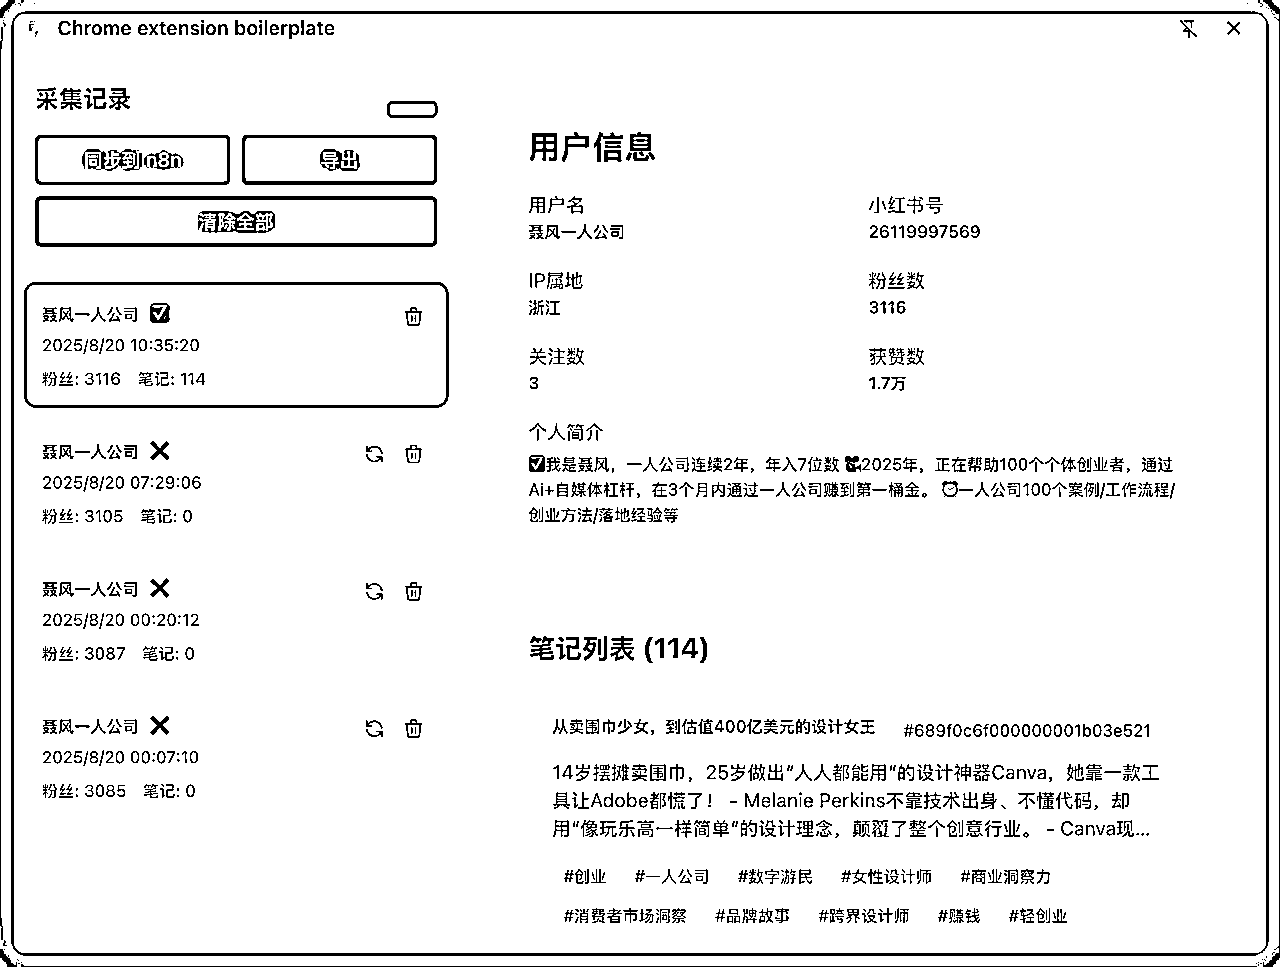 Chrome extension boilerplate
采集记录
同步到n8n
导出
清除全部
聂风一人公司 ☑
2025/8/20 10:35:20
粉丝: 3116 笔记: 114
聂风一人公司 ❌
2025/8/20 07:29:06
粉丝: 3105 笔记: 0
聂风一人公司 ❌
2025/8/20 00:20:12
粉丝: 3087 笔记: 0
聂风一人公司 ❌
2025/8/20 00:07:10
粉丝: 3085 笔记: 0
用户信息
用户名
聂风一人公司
小红书号
26119997569
IP属地
浙江
粉丝数
3116
关注数
3
获赞数
1.7万
个人简介
☑我是聂风，一人公司连续2年，年入7位数 2025年，正在帮助100个个体创业者，通过
Ai+自媒体杠杆，在3个月内通过一人公司赚到第一桶金。 ⏰一人公司100个案例/工作流程/
创业方法/落地经验等
笔记列表 (114)
从卖围巾少女，到估值400亿美元的设计女王 #689f0c6f000000001b03e521
14岁摆摊卖围巾，25岁做出“人人都能用”的设计神器Canva，她靠一款工
具让Adobe都慌了！ - Melanie Perkins不靠技术出身、不懂代码，却
用“像玩乐高一样简单”的设计理念，颠覆了整个创意行业。 - Canva现...
#创业 #一人公司 #数字游民 #女性设计师 #商业洞察力
#消费者市场洞察 #品牌故事 #跨界设计师 #赚钱 #轻创业